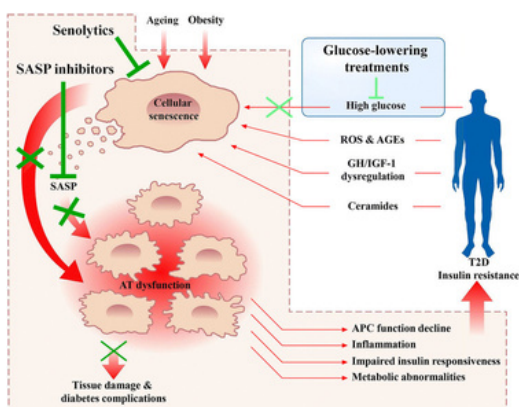 Senolytics
Ageing
Obesity
SASP inhibitors
Glucose-lowering
treatments
High glucose
Cellular
senescence
ROS & AGEs
GH/IGF-1
dysregulation
SASP
Ceramides
T2D
Insulin resistance
AT dysfunction
APC function decline
Inflammation
Impaired insulin responsiveness
Metabolic abnormalities
Tissue damage &
diabetes complications